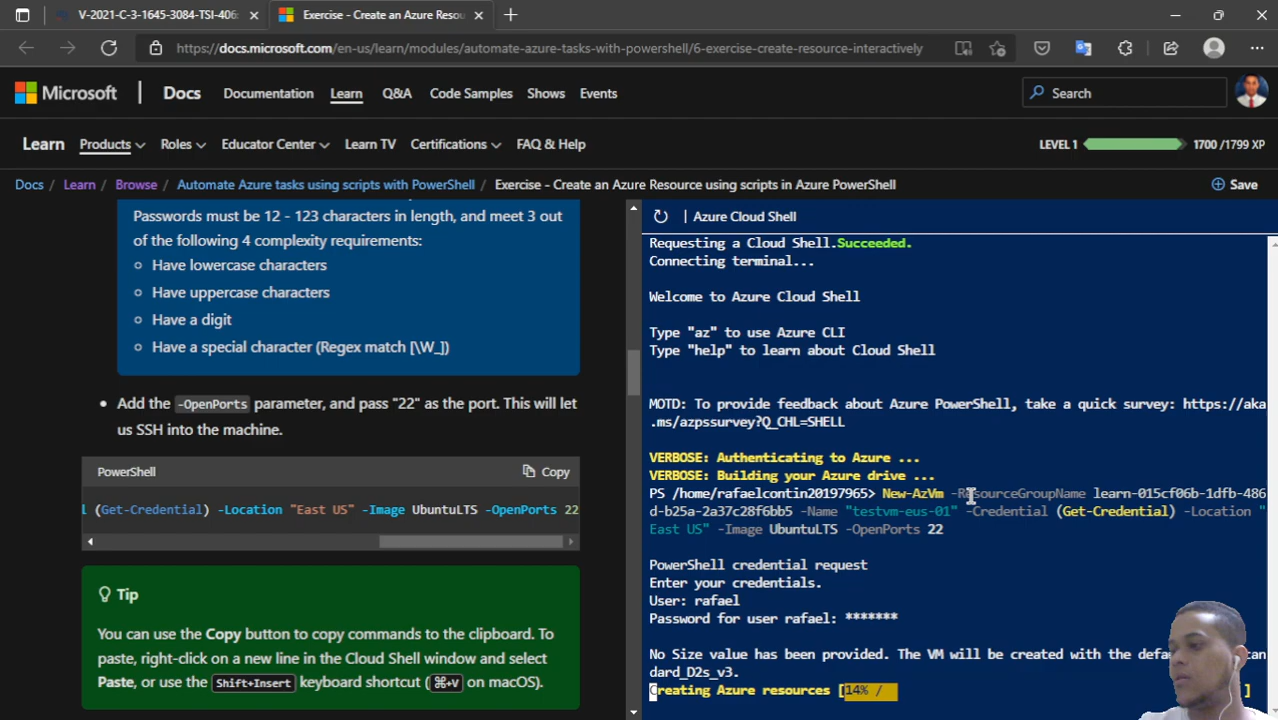 V-2021-C-3-1645-3084-TSI-406
Exercise - Create an Azure Resou
https://docs.microsoft.com/en-us/learn/modules/automate-azure-tasks-with-powershell/6-exercise-create-resource-interactively
Microsoft Docs Documentation Learn Q&A Code Samples Shows Events Search
Learn Products Roles Educator Center Learn TV Certifications FAQ & Help LEVEL 1 1700 /1799 XP
Docs / Learn / Browse / Automate Azure tasks using scripts with PowerShell / Exercise - Create an Azure Resource using scripts in Azure PowerShell Save
Passwords must be 12 - 123 characters in length, and meet 3 out
of the following 4 complexity requirements:
Have lowercase characters
Have uppercase characters
Have a digit
Have a special character (Regex match [\W_])
Add the -OpenPorts parameter, and pass "22" as the port. This will let
us SSH into the machine.
PowerShell Copy
l (Get-Credential) -Location "East US" -Image UbuntuLTS -OpenPorts 22
Tip
You can use the Copy button to copy commands to the clipboard. To
paste, right-click on a new line in the Cloud Shell window and select
Paste, or use the Shift+Insert keyboard shortcut (⌘+V on macOS).
Azure Cloud Shell
Requesting a Cloud Shell.Succeeded.
Connecting terminal...
Welcome to Azure Cloud Shell
Type "az" to use Azure CLI
Type "help" to learn about Cloud Shell
MOTD: To provide feedback about Azure PowerShell, take a quick survey: https://aka
.ms/azpssurvey?Q_CHL=SHELL
VERBOSE: Authenticating to Azure ...
VERBOSE: Building your Azure drive ...
PS /home/rafaelcontin20197965> New-AzVm -ResourceGroupName learn-015cf06b-1dfb-486
d-b25a-2a37c28f6bb5 -Name "testvm-eus-01" -Credential (Get-Credential) -Location "
East US" -Image UbuntuLTS -OpenPorts 22
PowerShell credential request
Enter your credentials.
User: rafael
Password for user rafael: *******
No Size value has been provided. The VM will be created with the defa
dard_D2s_v3.
Creating Azure resources [14% / ]